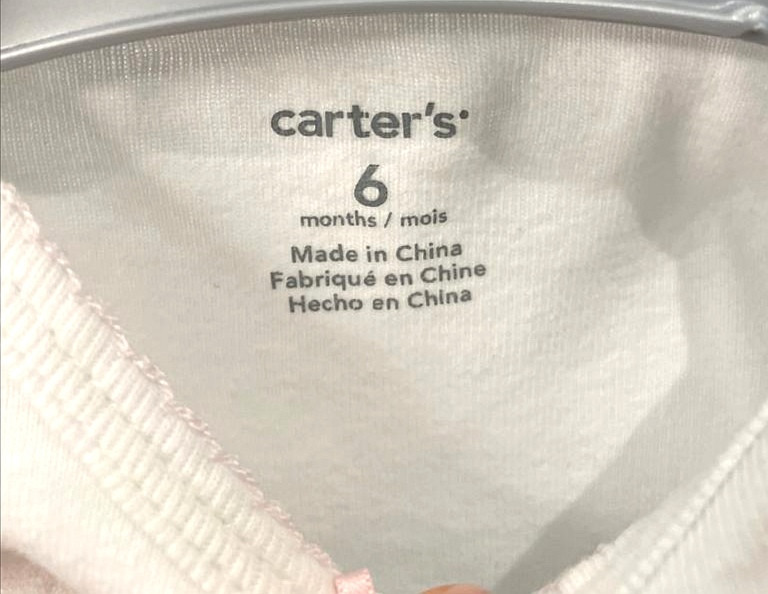 carter's
6
months / mois
Made in China
Fabriqué en Chine
Hecho en China